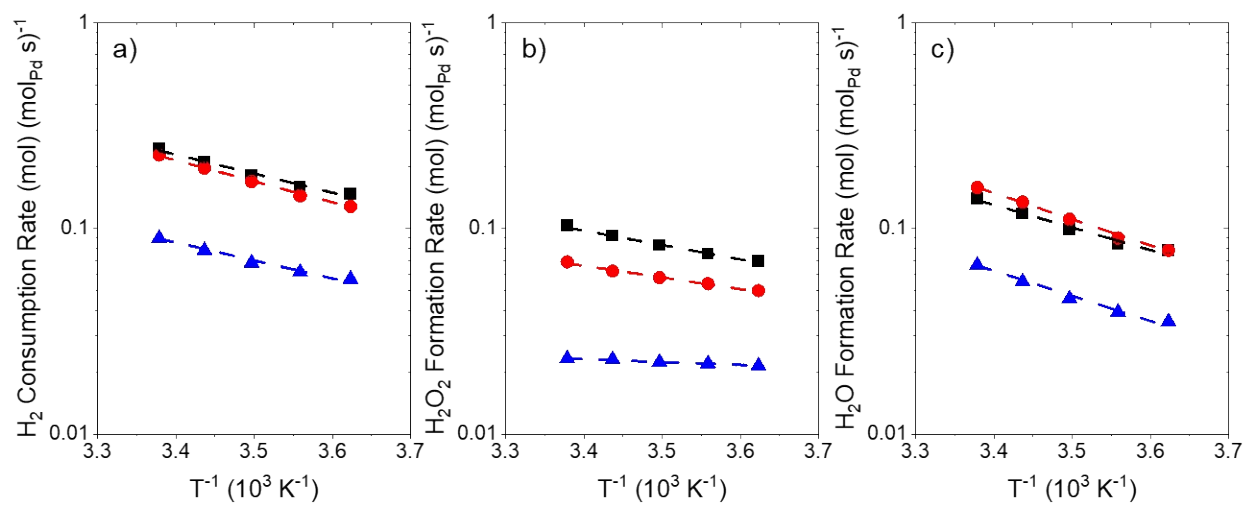 a)
H₂ Consumption Rate (mol) (mol_Pd s)⁻¹
1
0.1
0.01
3.3 3.4 3.5 3.6 3.7
T⁻¹ (10³ K⁻¹)
b)
H₂O₂ Formation Rate (mol) (mol_Pd s)⁻¹
1
0.1
0.01
3.3 3.4 3.5 3.6 3.7
T⁻¹ (10³ K⁻¹)
c)
H₂O Formation Rate (mol) (mol_Pd s)⁻¹
1
0.1
0.01
3.3 3.4 3.5 3.6 3.7
T⁻¹ (10³ K⁻¹)